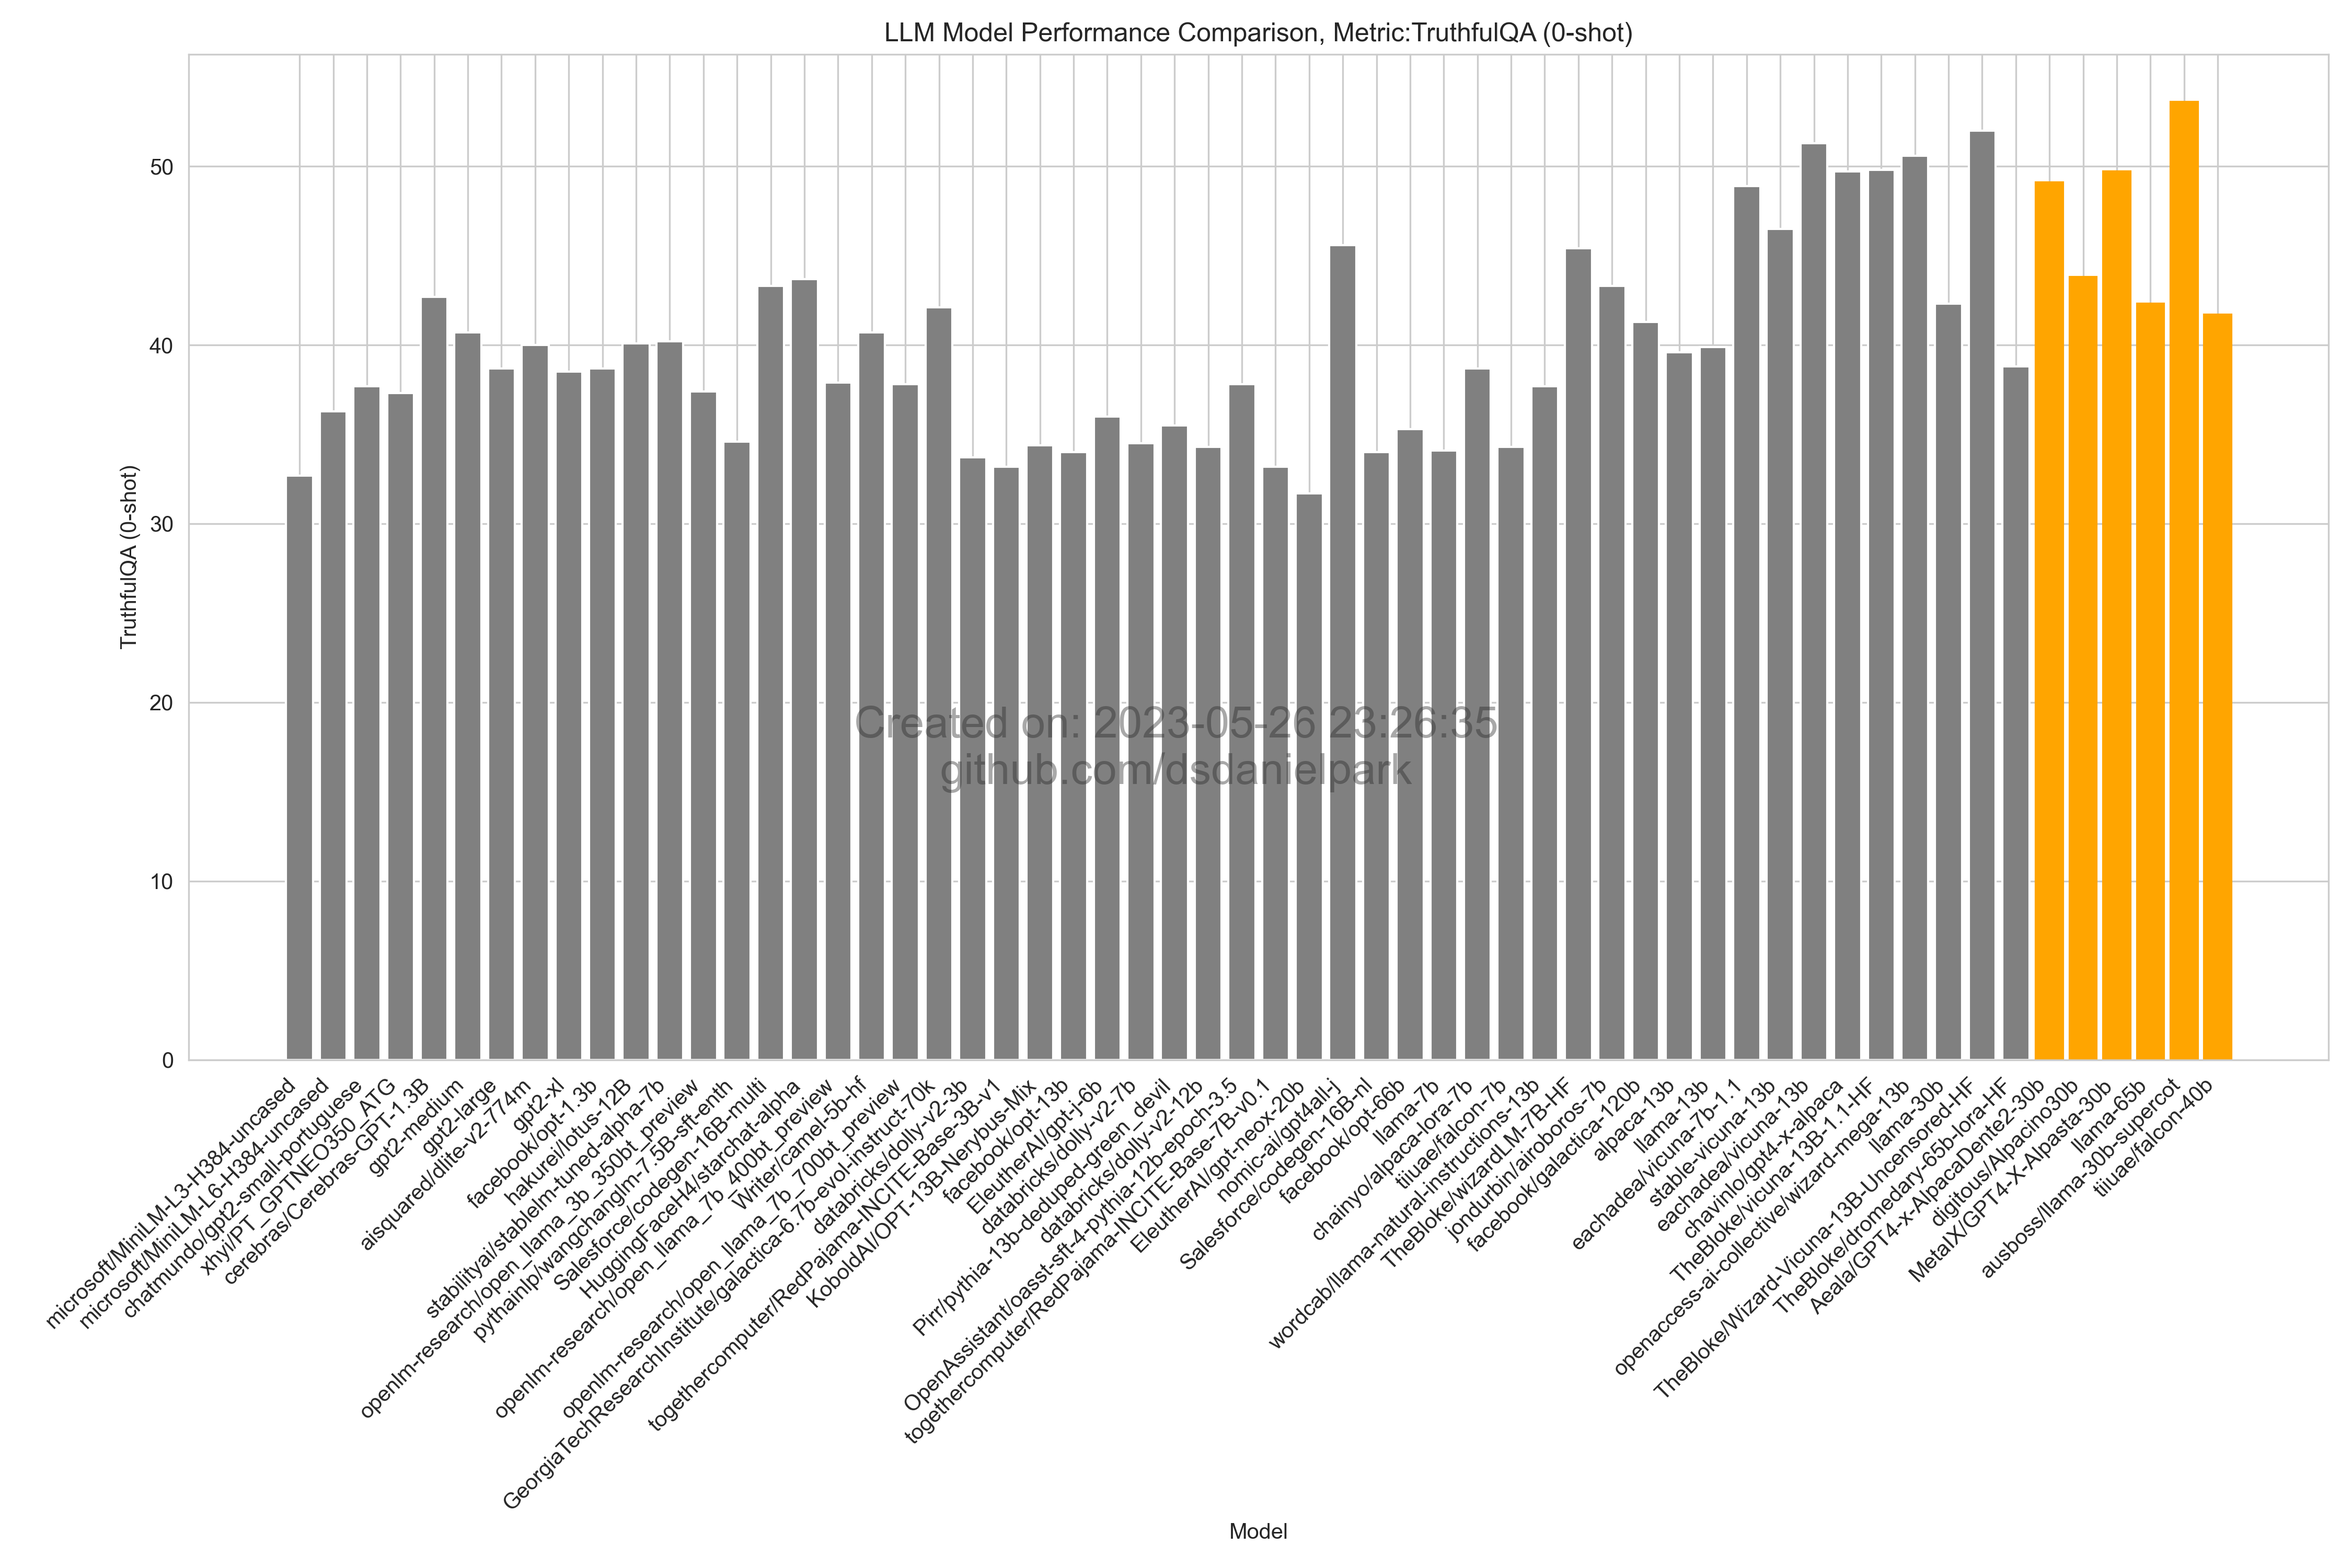 LLM Model Performance Comparison, Metric:TruthfulQA (0-shot)
TruthfulQA (0-shot)
50
40
30
20
10
0
Created on: 2023-05-26 23:26:35
github.com/dsdanielpark
microsoft/MiniLM-L3-H384-uncased
microsoft/MiniLM-L6-H384-uncased
chatmundo/gpt2-small-portuguese
xhyi/PT_GPTNEO350_ATG
cerebras/Cerebras-GPT-1.3B
gpt2-medium
gpt2-large
aisquared/dlite-v2-774m
gpt2-xl
facebook/opt-1.3b
hakurei/lotus-12B
stabilityai/stablelm-tuned-alpha-7b
openlm-research/open_llama_3b_350bt_preview
pythainlp/wangchanglm-7.5B-sft-enth
Salesforce/codegen-16B-multi
HuggingFaceH4/starchat-alpha
openlm-research/open_llama_7b_400bt_preview
Writer/camel-5b-hf
openlm-research/open_llama_7b_700bt_preview
GeorgiaTechResearchInstitute/galactica-6.7b-evol-instruct-70k
databricks/dolly-v2-3b
togethercomputer/RedPajama-INCITE-Base-3B-v1
KoboldAI/OPT-13B-Nerybus-Mix
facebook/opt-13b
EleutherAI/gpt-j-6b
databricks/dolly-v2-7b
Pirr/pythia-13b-deduped-green_devil
databricks/dolly-v2-12b
OpenAssistant/oasst-sft-4-pythia-12b-epoch-3.5
togethercomputer/RedPajama-INCITE-Base-7B-v0.1
EleutherAI/gpt-neox-20b
nomic-ai/gpt4all-j
Salesforce/codegen-16B-nl
facebook/opt-66b
llama-7b
chainyo/alpaca-lora-7b
tiiuae/falcon-7b
wordcab/llama-natural-instructions-13b
TheBloke/wizardLM-7B-HF
jondurbin/airoboros-7b
facebook/galactica-120b
alpaca-13b
llama-13b
eachadea/vicuna-7b-1.1
stable-vicuna-13b
eachadea/vicuna-13b
chavinlo/gpt4-x-alpaca
TheBloke/vicuna-13B-1.1-HF
openaccess-ai-collective/wizard-mega-13b
llama-30b
TheBloke/Wizard-Vicuna-13B-Uncensored-HF
TheBloke/dromedary-65b-lora-HF
Aeala/GPT4-x-AlpacaDente2-30b
digitous/Alpacino30b
MetaIX/GPT4-X-Alpasta-30b
llama-65b
ausboss/llama-30b-supercot
tiiuae/falcon-40b
Model